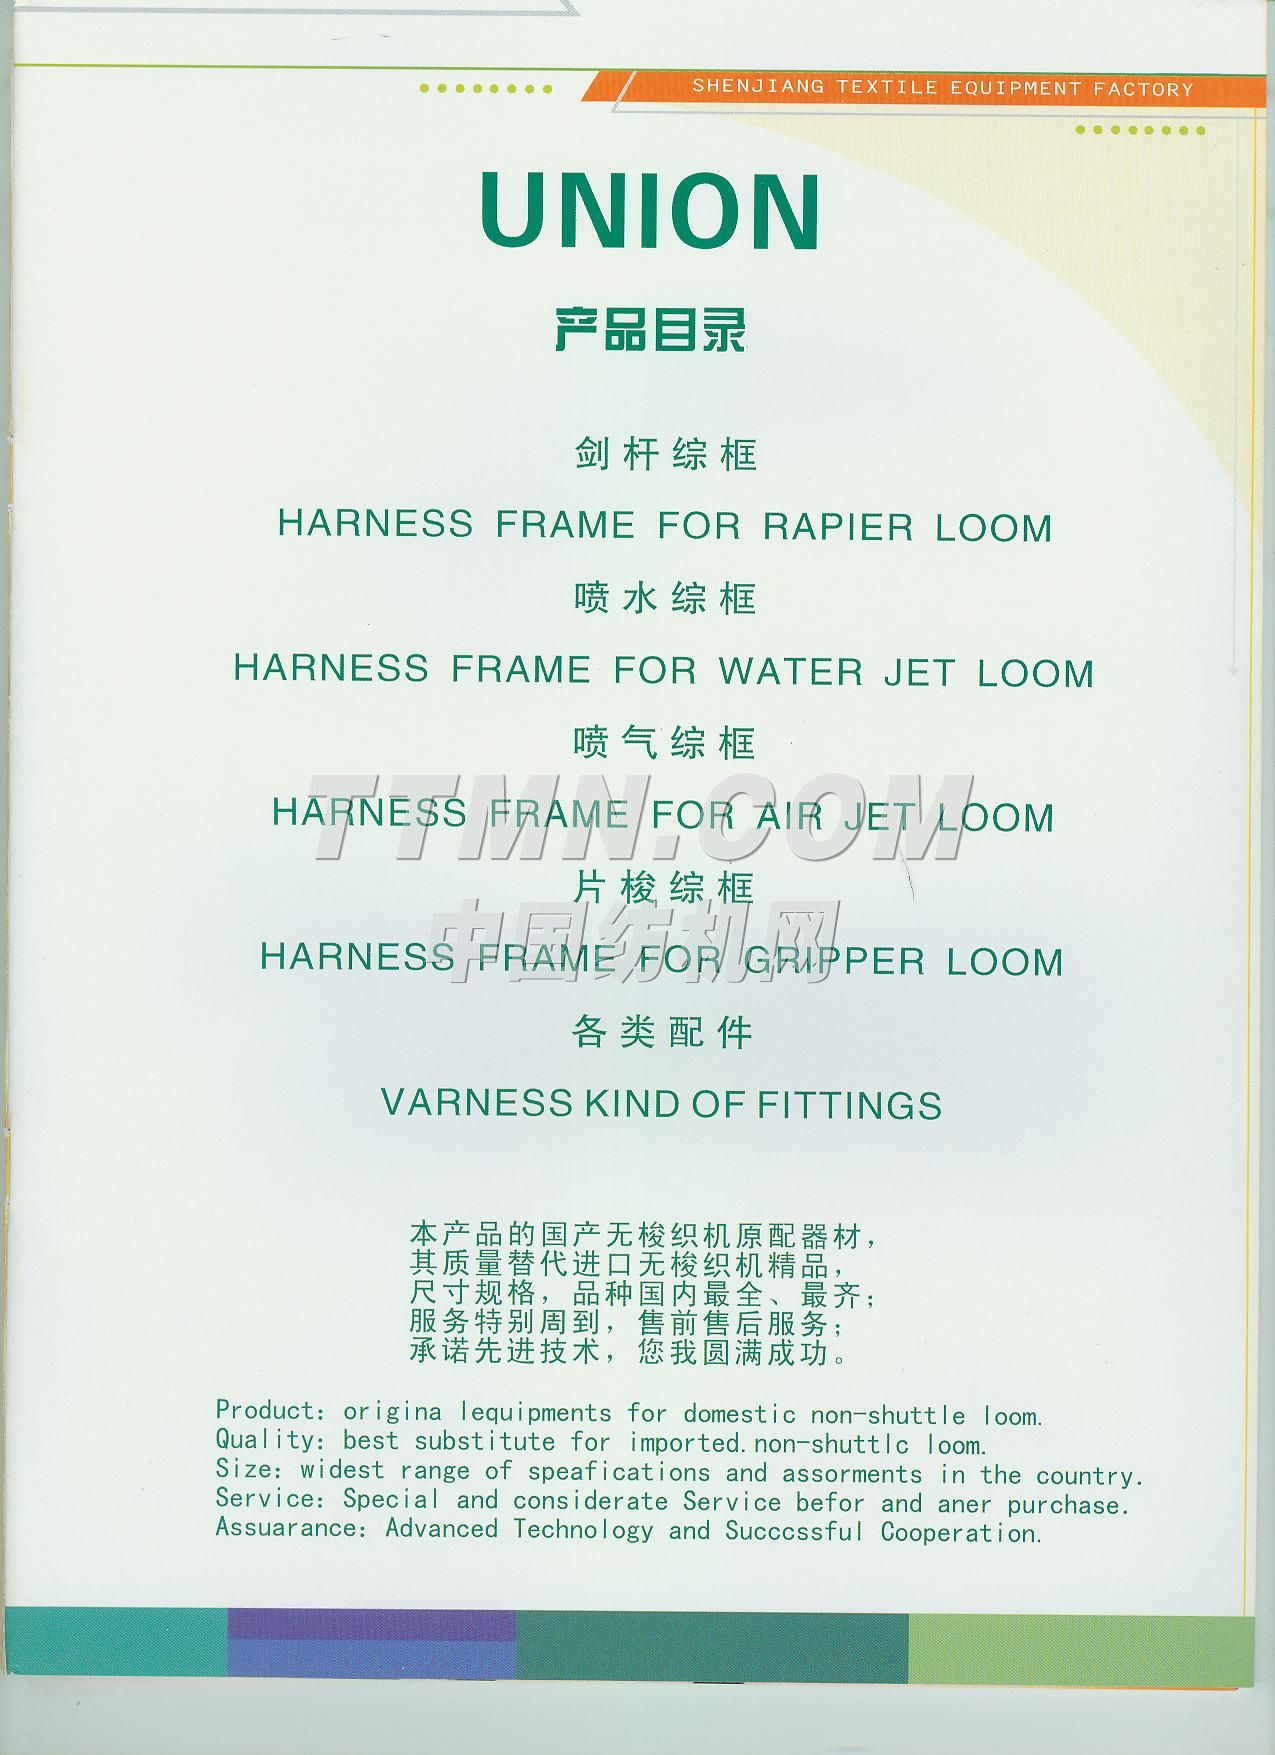 SHENJIANG TEXTILE EQUIPMENT FACTORY
UNION
产品目录
剑杆综框
HARNESS FRAME FOR RAPIER LOOM
喷水综框
HARNESS FRAME FOR WATER JET LOOM
喷气综框
HARNESS FRAME FOR AIR JET LOOM
TTMN.COM
片梭综框
中国纺机网
HARNESS FRAME FOR GRIPPER LOOM
各类配件
VARNESS KIND OF FITTINGS
本产品的国产无梭织机原配器材，
其质量替代进口无梭织机精品，
尺寸规格，品种国内最全、最齐；
服务特别周到，售前售后服务；
承诺先进技术，您我圆满成功。
Product: origina lequipments for domestic non-shuttle loom.
Quality: best substitute for imported.non-shuttlc loom.
Size: widest range of speafications and assorments in the country.
Service: Special and considerate Service befor and aner purchase.
Assuarance: Advanced Technology and Succcssful Cooperation.